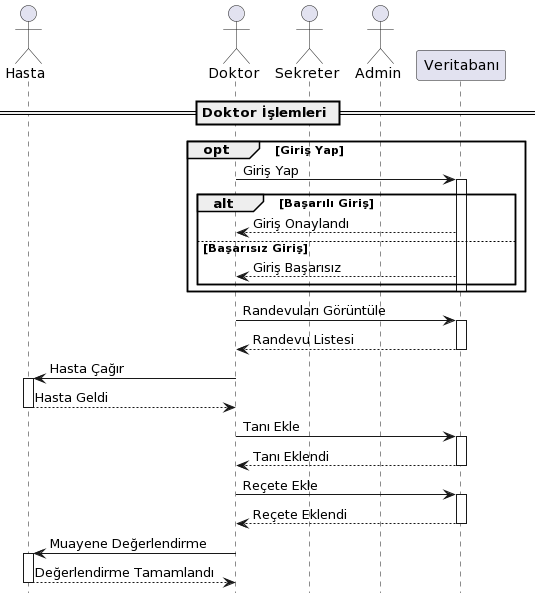 Hasta
Doktor
Sekreter
Admin
Veritabanı
Doktor İşlemleri
opt [Giriş Yap]
Giriş Yap
alt [Başarılı Giriş]
Giriş Onaylandı
[Başarısız Giriş]
Giriş Başarısız
Randevuları Görüntüle
Randevu Listesi
Hasta Çağır
Hasta Geldi
Tanı Ekle
Tanı Eklendi
Reçete Ekle
Reçete Eklendi
Muayene Değerlendirme
Değerlendirme Tamamlandı